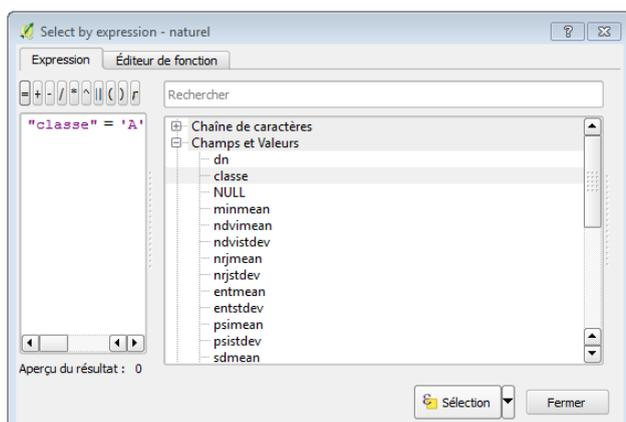 Select by expression - naturel
Expression
Éditeur de fonction
= + - / * ^ || ( )
Rechercher
"classe" = 'A'
Chaîne de caractères
Champs et Valeurs
dn
classe
NULL
minmean
ndvimean
ndvistdev
nrjmean
nrjstdev
entmean
entstdev
psimean
psistdev
sdmean
Aperçu du résultat : 0
Sélection
Fermer